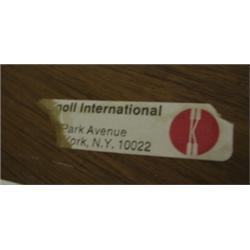 noll International
Park Avenue
York, N.Y. 10022